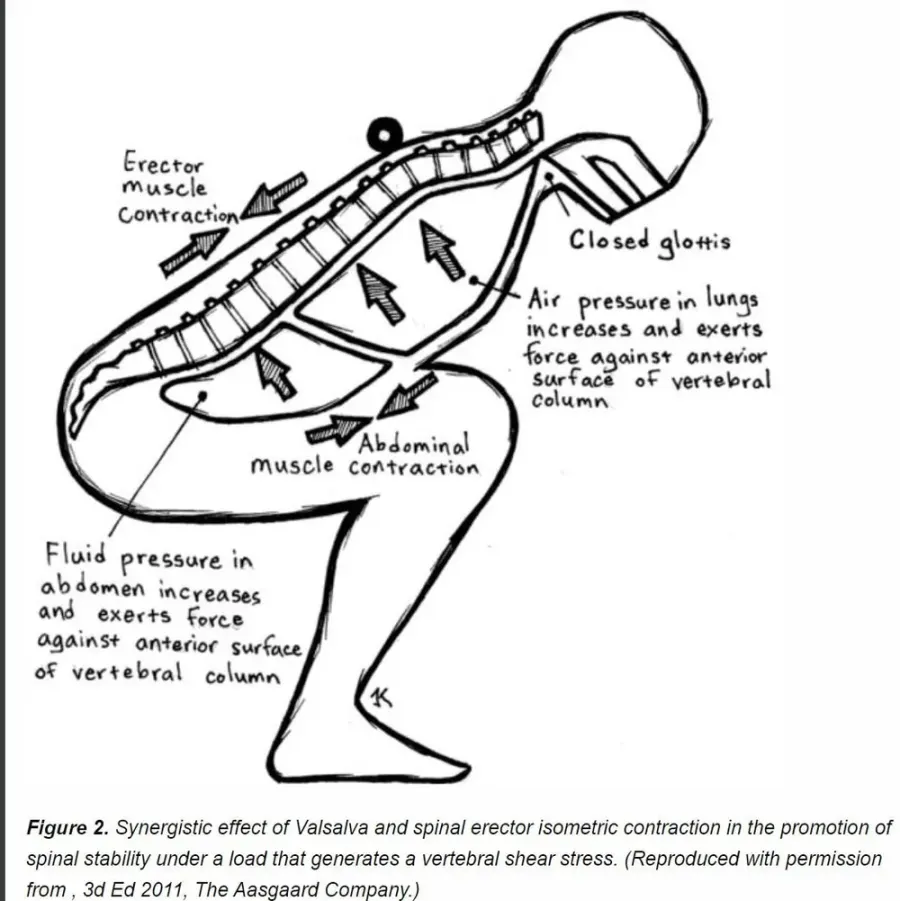 Erector
muscle
contraction
Closed glottis
Air pressure in lungs
increases and exerts
force against anterior
surface of vertebral
column
Abdominal
muscle contraction
Fluid pressure in
abdomen increases
and exerts force
against anterior surface
of vertebral column
K
Figure 2. Synergistic effect of Valsalva and spinal erector isometric contraction in the promotion of
spinal stability under a load that generates a vertebral shear stress. (Reproduced with permission
from , 3d Ed 2011, The Aasgaard Company.)